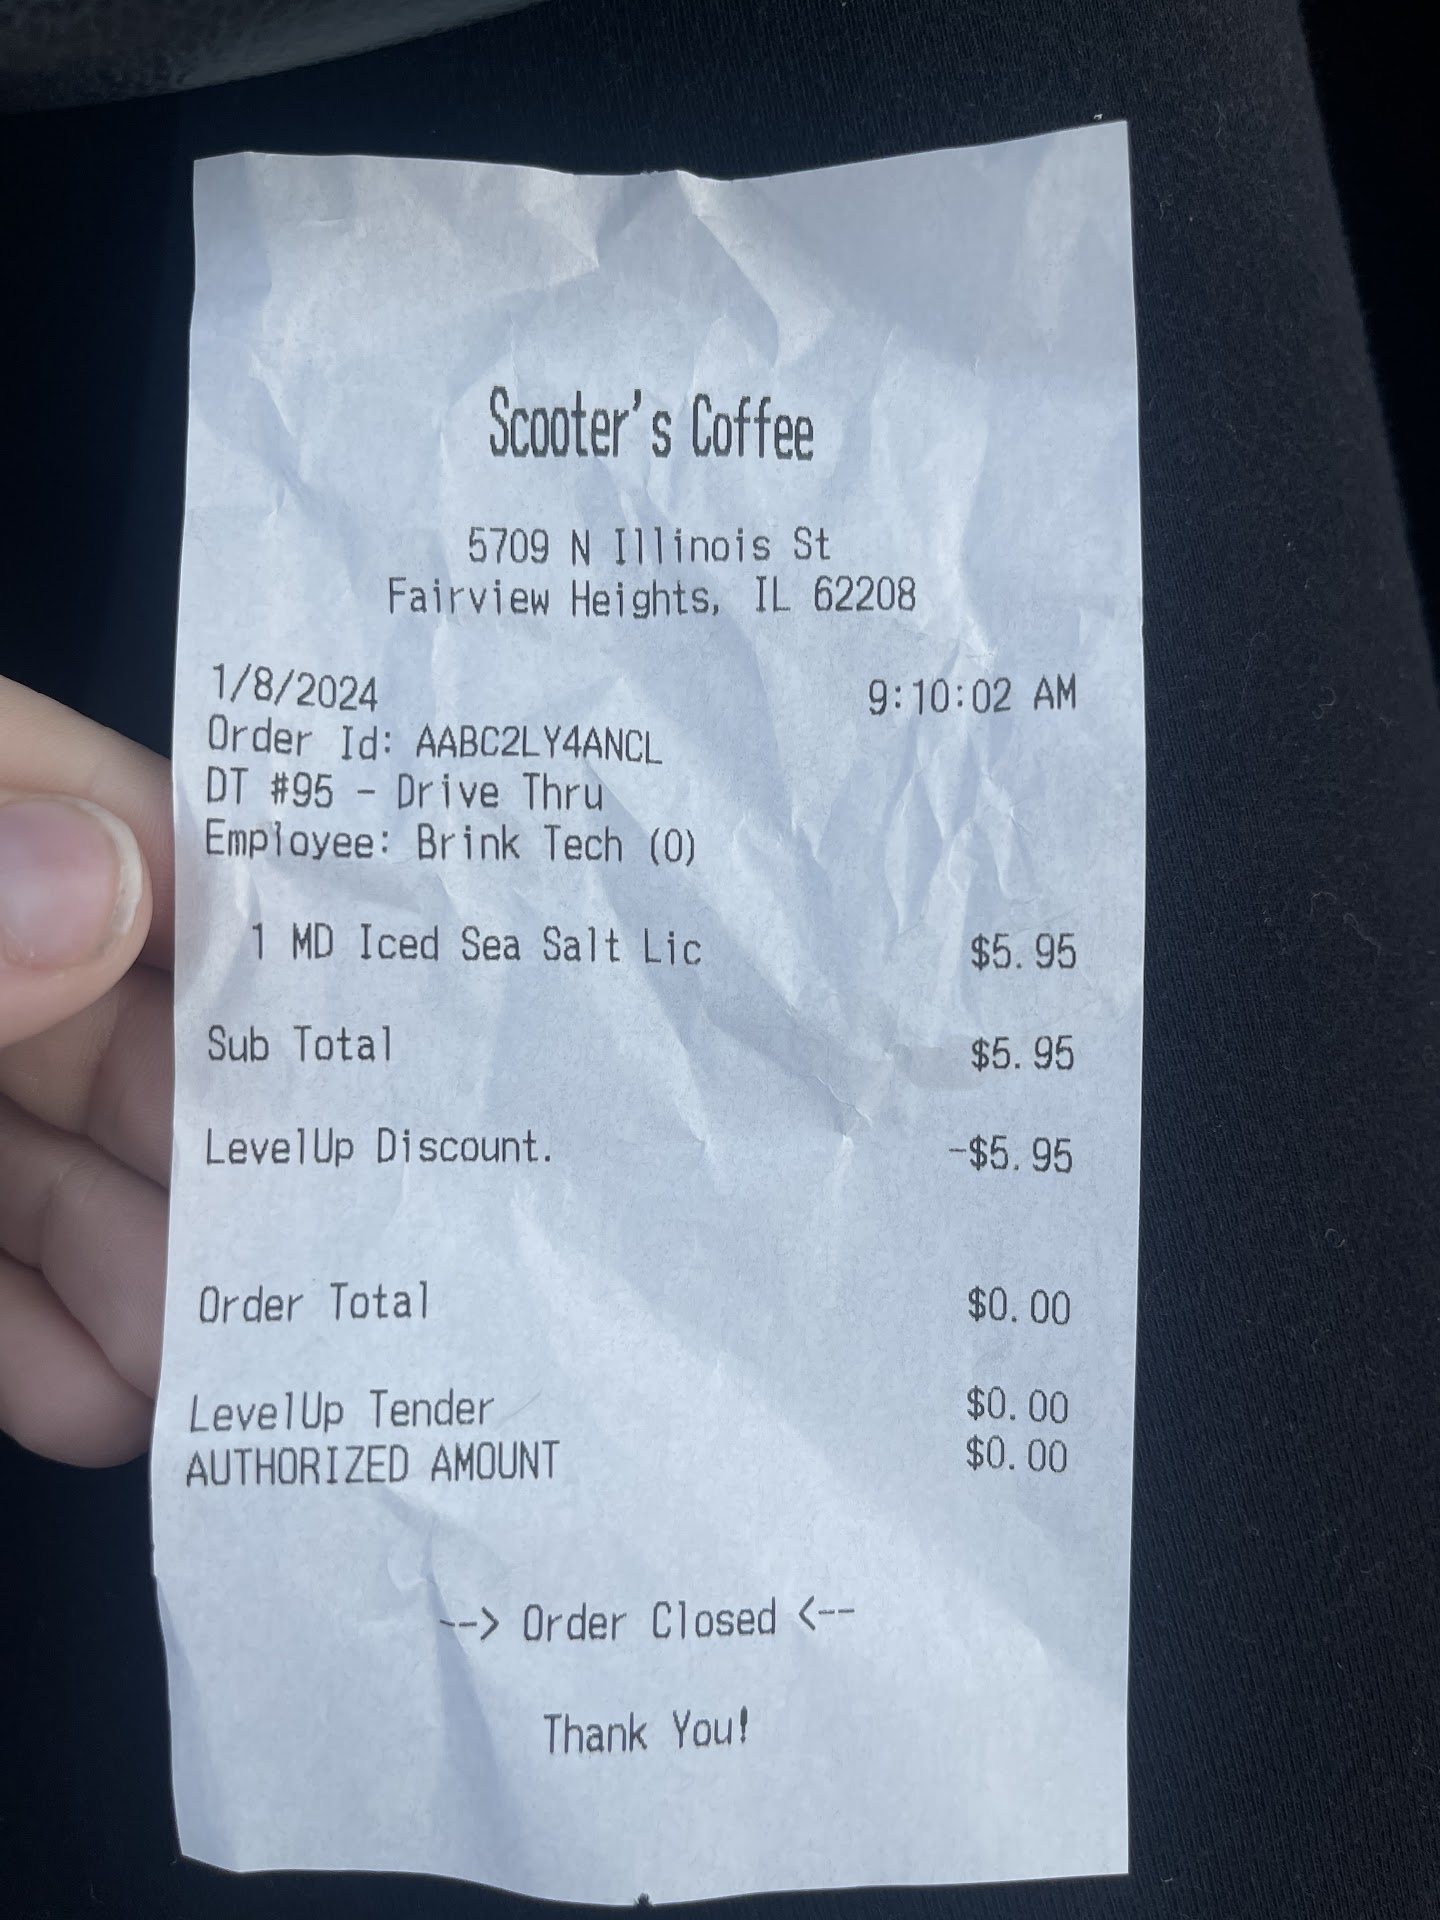 Scooter's Coffee
5709 N Illinois St
Fairview Heights, IL 62208
1/8/2024 9:10:02 AM
Order Id: AABC2LY4ANCL
DT #95 - Drive Thru
Employee: Brink Tech (0)
1 MD Iced Sea Salt Lic $5.95
Sub Total $5.95
LevelUp Discount. -$5.95
Order Total $0.00
LevelUp Tender $0.00
AUTHORIZED AMOUNT $0.00
--> Order Closed <--
Thank You!